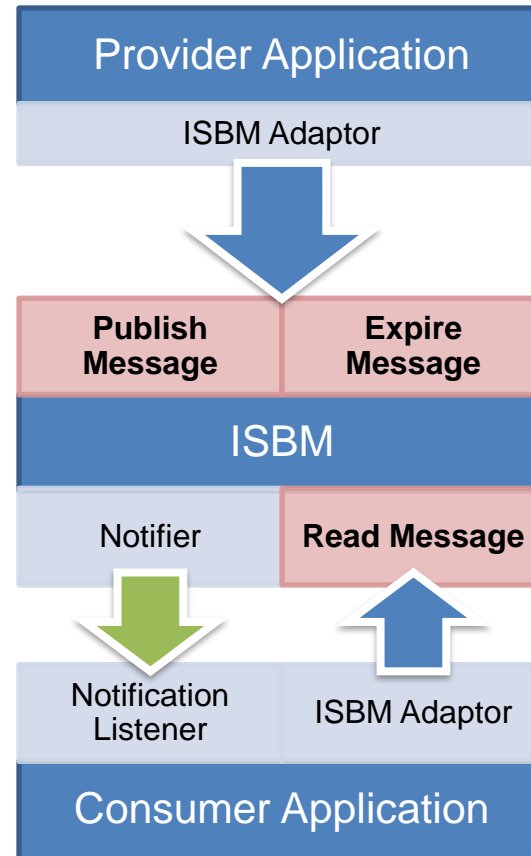 Provider Application
ISBM Adaptor
Publish
Message
Expire
Message
ISBM
Notifier
Read Message
Notification
Listener
ISBM Adaptor
Consumer Application